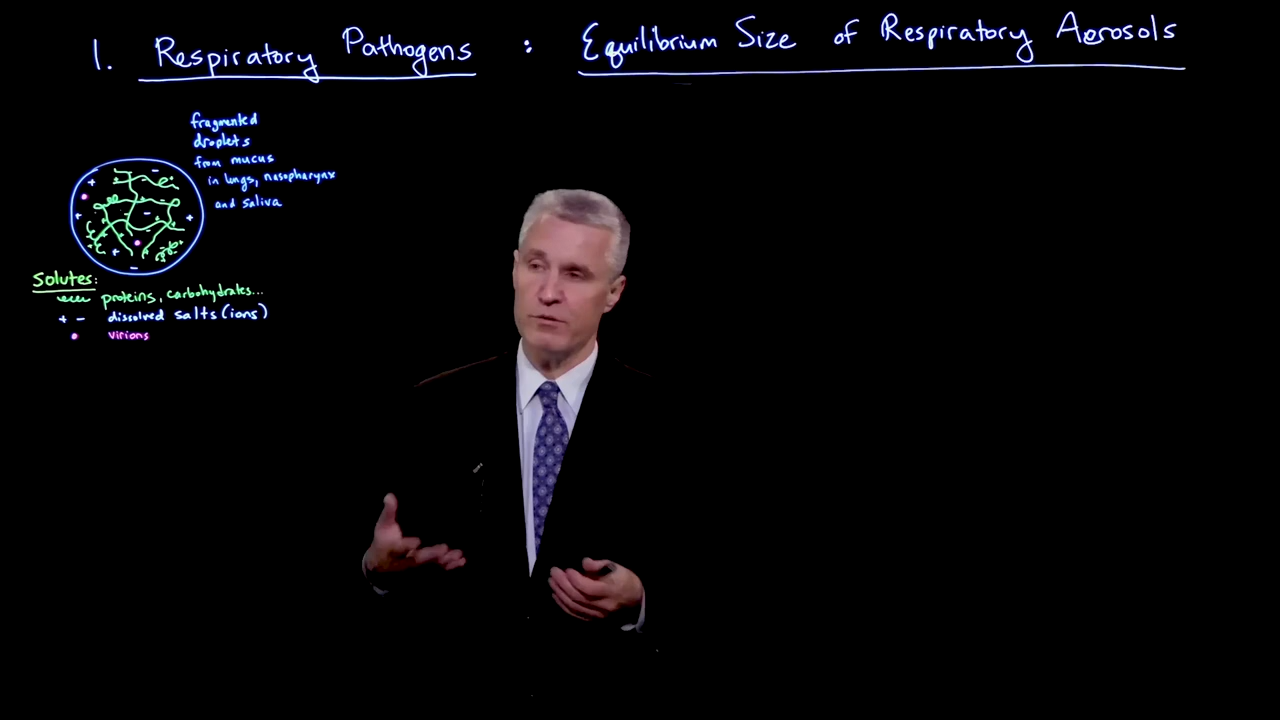 1. Respiratory Pathogens : Equilibrium Size of Respiratory Aerosols
fragmented
droplets
from mucus
in lungs, nasopharynx
and saliva
Solutes:
proteins, carbohydrates...
+ - dissolved salts (ions)
• virions